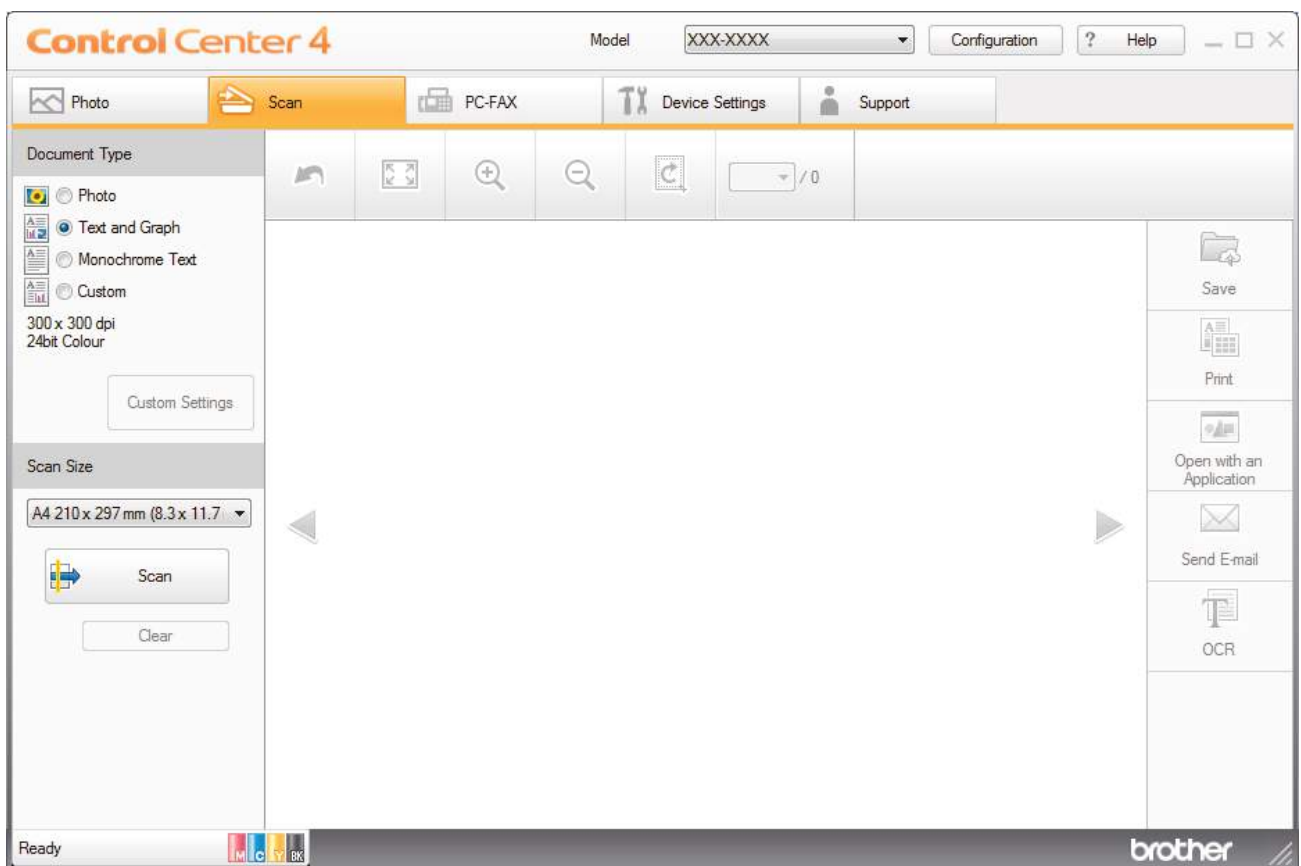 Control Center 4
Model XXX-XXXX Configuration ? Help
Photo Scan PC-FAX Device Settings Support
Document Type
/ 0
Photo
Text and Graph
Monochrome Text
Custom
300 x 300 dpi
24bit Colour
Custom Settings
Scan Size
A4 210 x 297 mm (8.3 x 11.7
Scan
Clear
Save
Print
Open with an
Application
Send E-mail
OCR
Ready M C Y BK brother